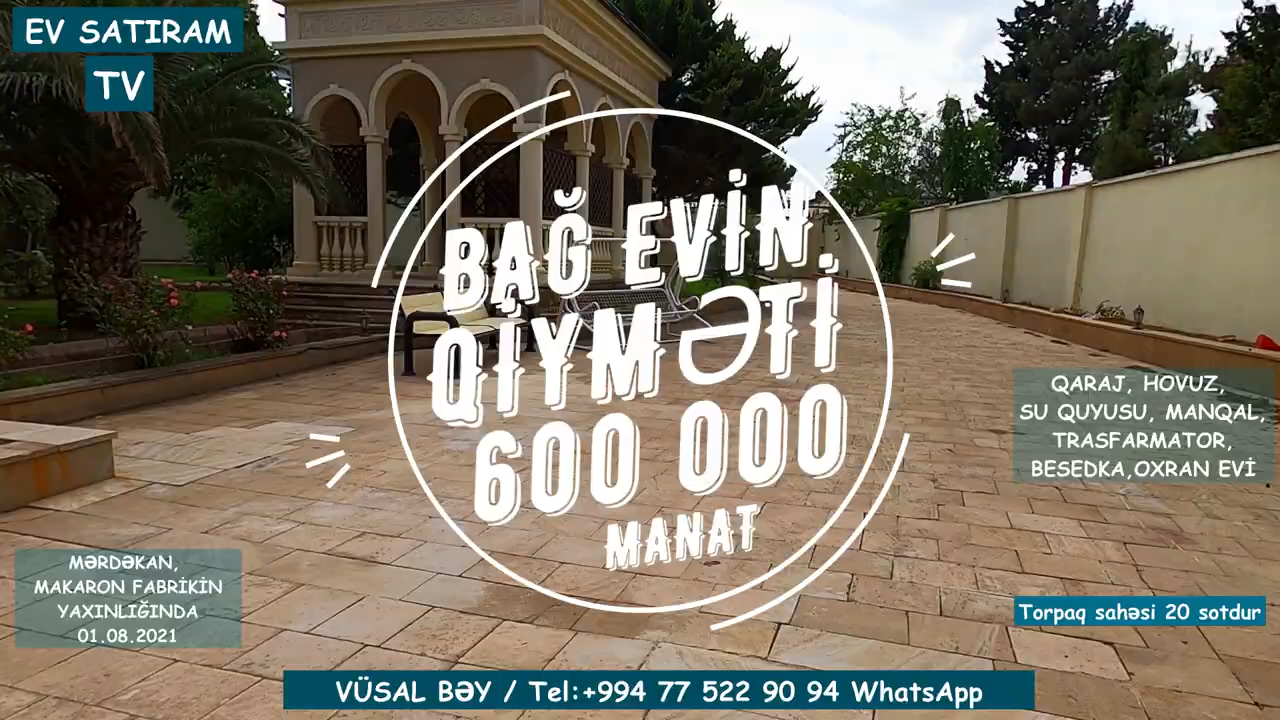 EV SATIRAM
TV
BAĞ EVİN
QİYMƏTİ
600 000
MANAT
QARAJ, HOVUZ,
SU QUYUSU, MANQAL,
TRASFARMATOR,
BESEDKA,OXRAN EVİ
MƏRDƏKAN,
MAKARON FABRİKİN
YAXINLIĞINDA
01.08.2021
Torpaq sahəsi 20 sotdur
VÜSAL BƏY / Tel:+994 77 522 90 94 WhatsApp